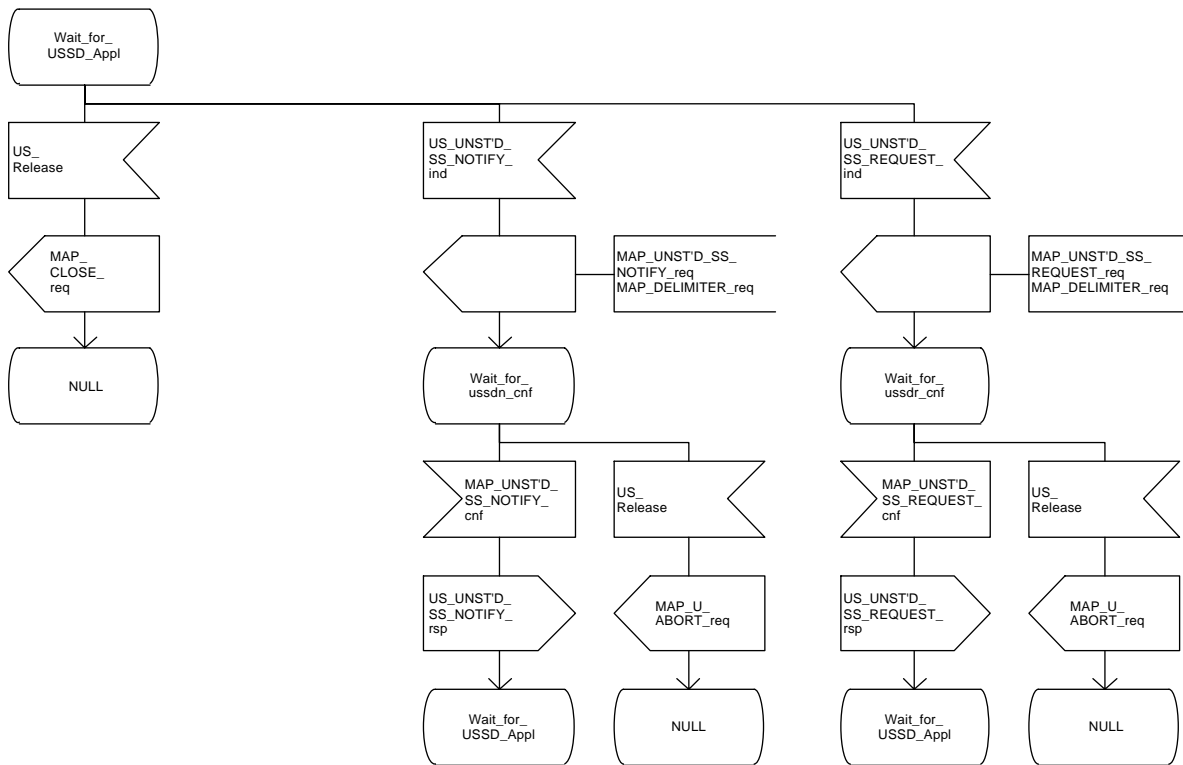 Wait_for_
USSD_Appl
US_
Release
US_UNST'D_
SS_NOTIFY_
ind
US_UNST'D_
SS_REQUEST_
ind
MAP_
CLOSE_
req
MAP_UNST'D_SS_
NOTIFY_req
MAP_DELIMITER_req
MAP_UNST'D_SS_
REQUEST_req
MAP_DELIMITER_req
NULL
Wait_for_
ussdn_cnf
Wait_for_
ussdr_cnf
MAP_UNST'D_
SS_NOTIFY_
cnf
US_
Release
MAP_UNST'D_
SS_REQUEST_
cnf
US_
Release
US_UNST'D_
SS_NOTIFY_
rsp
MAP_U_
ABORT_req
US_UNST'D_
SS_REQUEST_
rsp
MAP_U_
ABORT_req
Wait_for_
USSD_Appl
NULL
Wait_for_
USSD_Appl
NULL